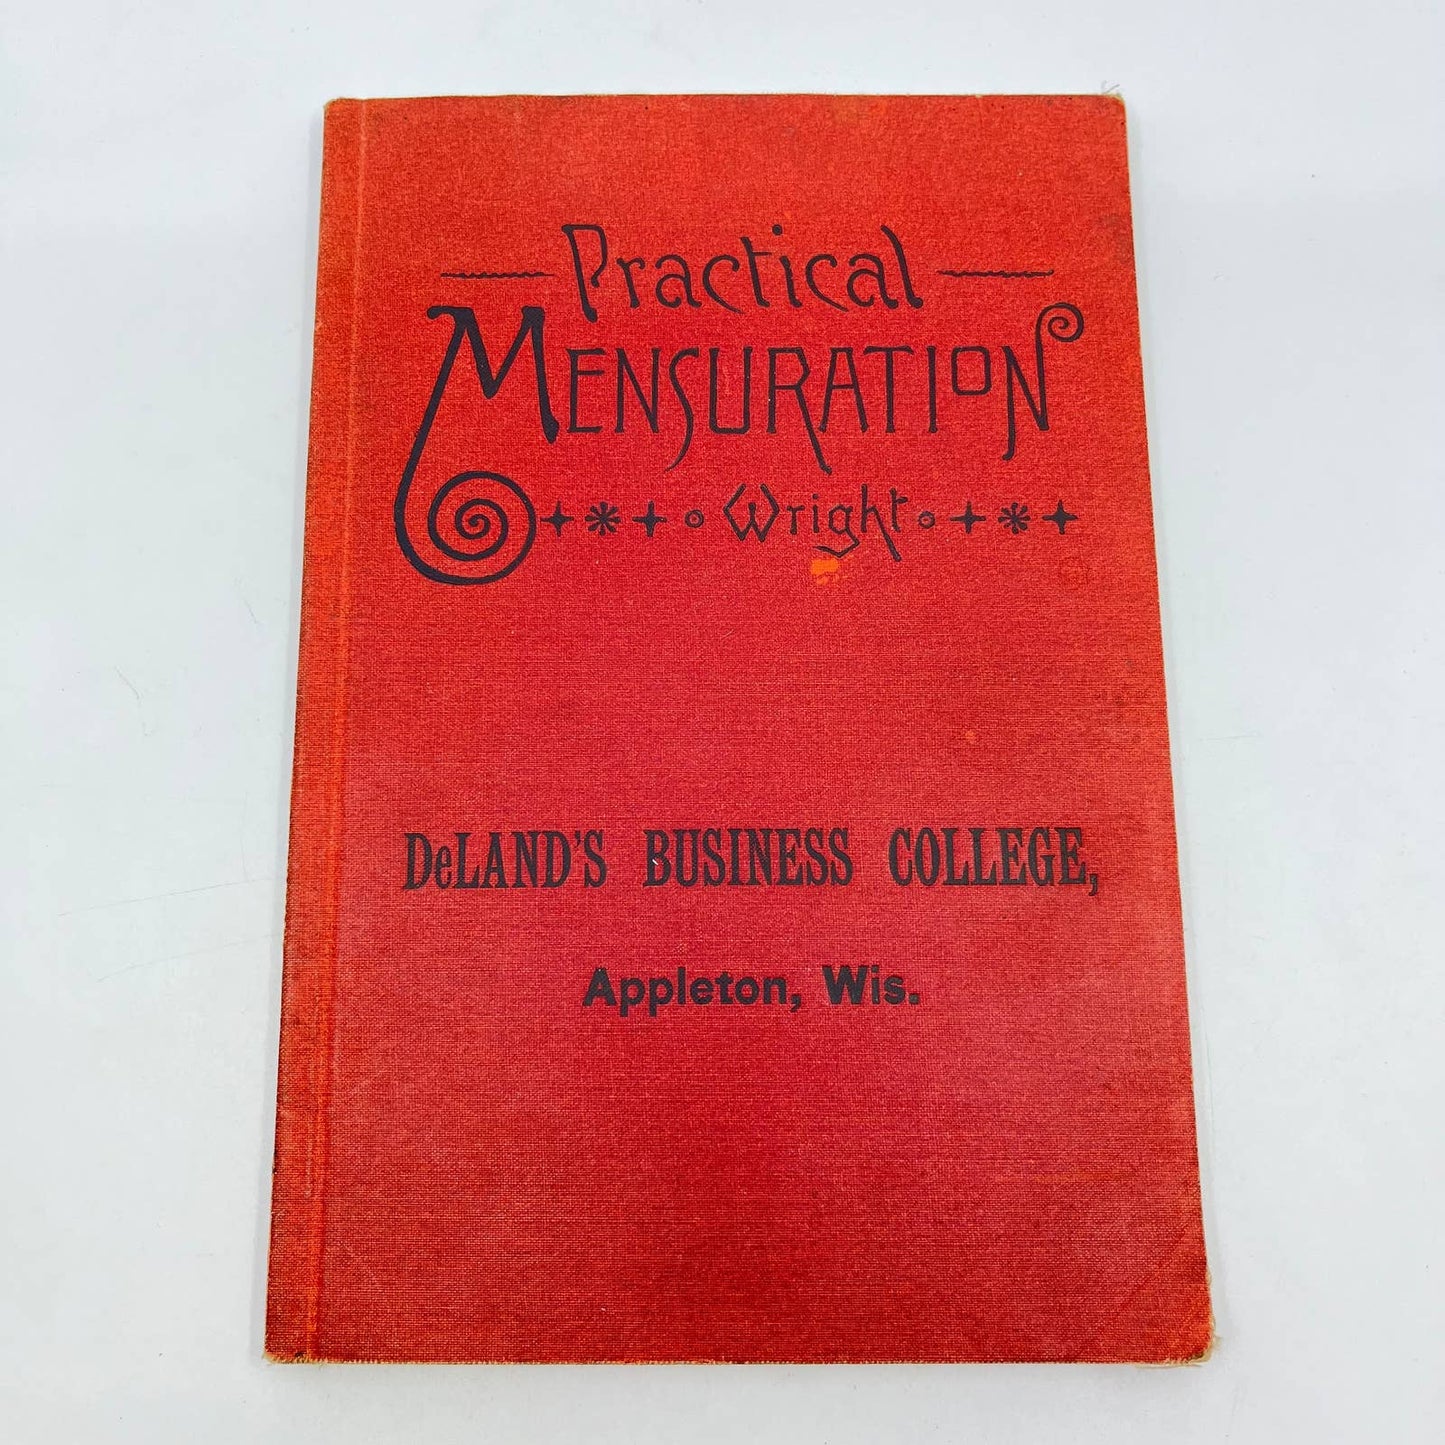 Practical
MENSURATION
Wright
DeLAND'S BUSINESS COLLEGE,
Appleton, Wis.